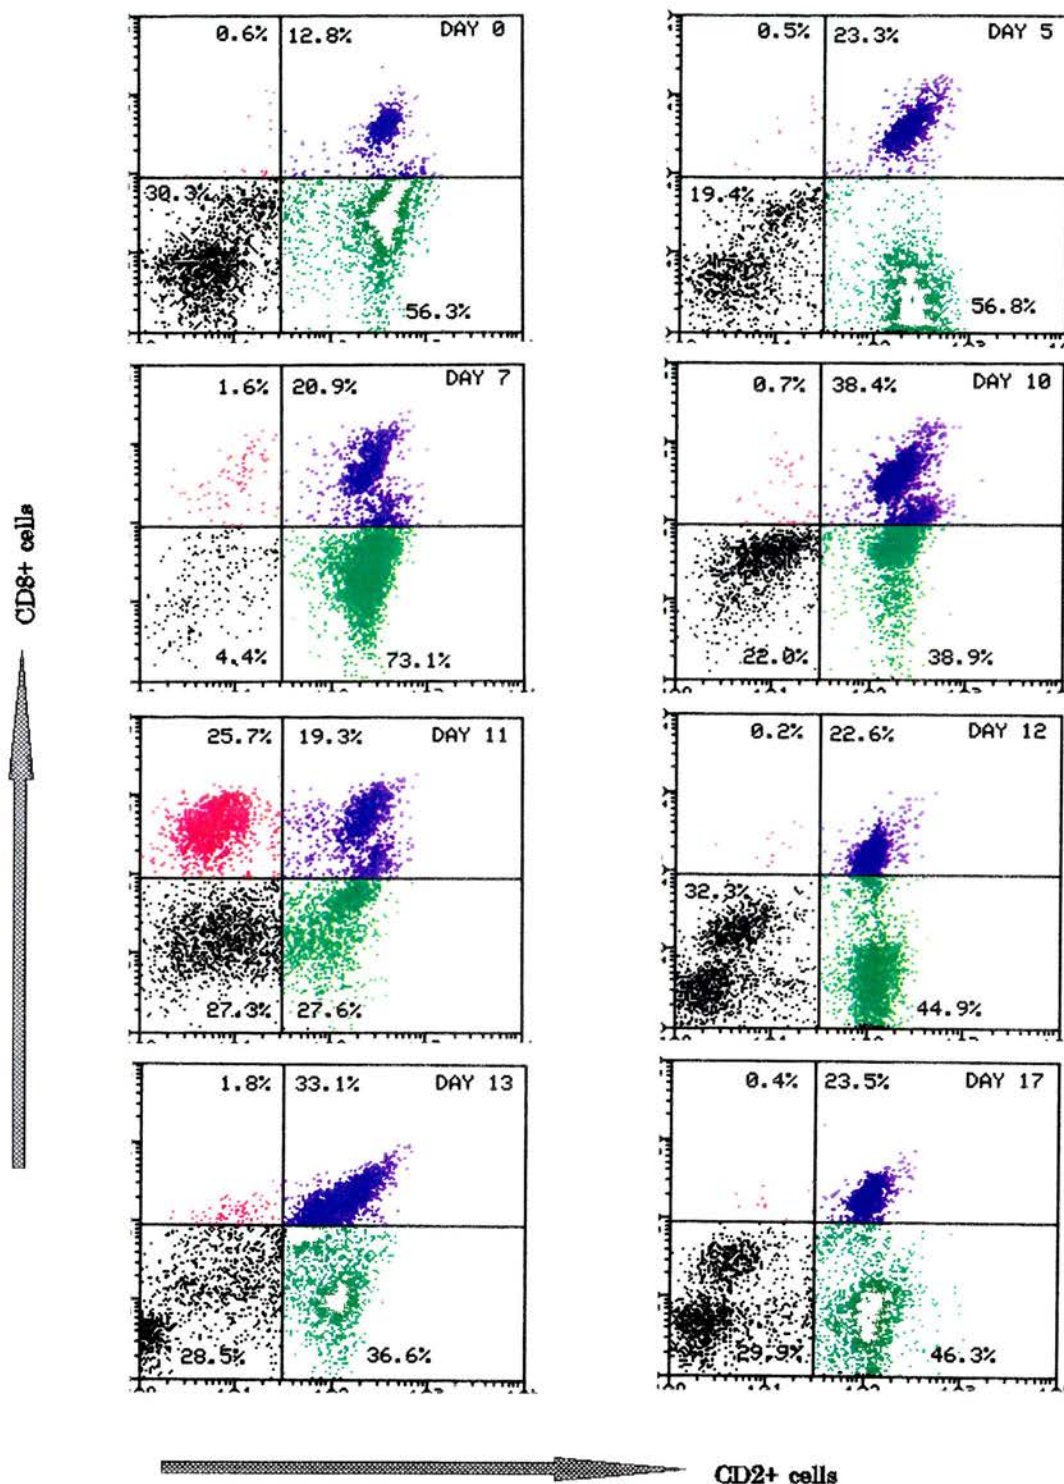 0.6% 12.8% DAY 0
30.3%
56.3%
0.5% 23.3% DAY 5
19.4%
56.8%
1.6% 20.9% DAY 7
4.4% 73.1%
0.7% 38.4% DAY 10
22.0% 38.9%
25.7% 19.3% DAY 11
27.3% 27.6%
0.2% 22.6% DAY 12
32.3%
44.9%
1.8% 33.1% DAY 13
28.5% 36.6%
0.4% 23.5% DAY 17
29.9% 46.3%
CD8+ cells
CD2+ cells